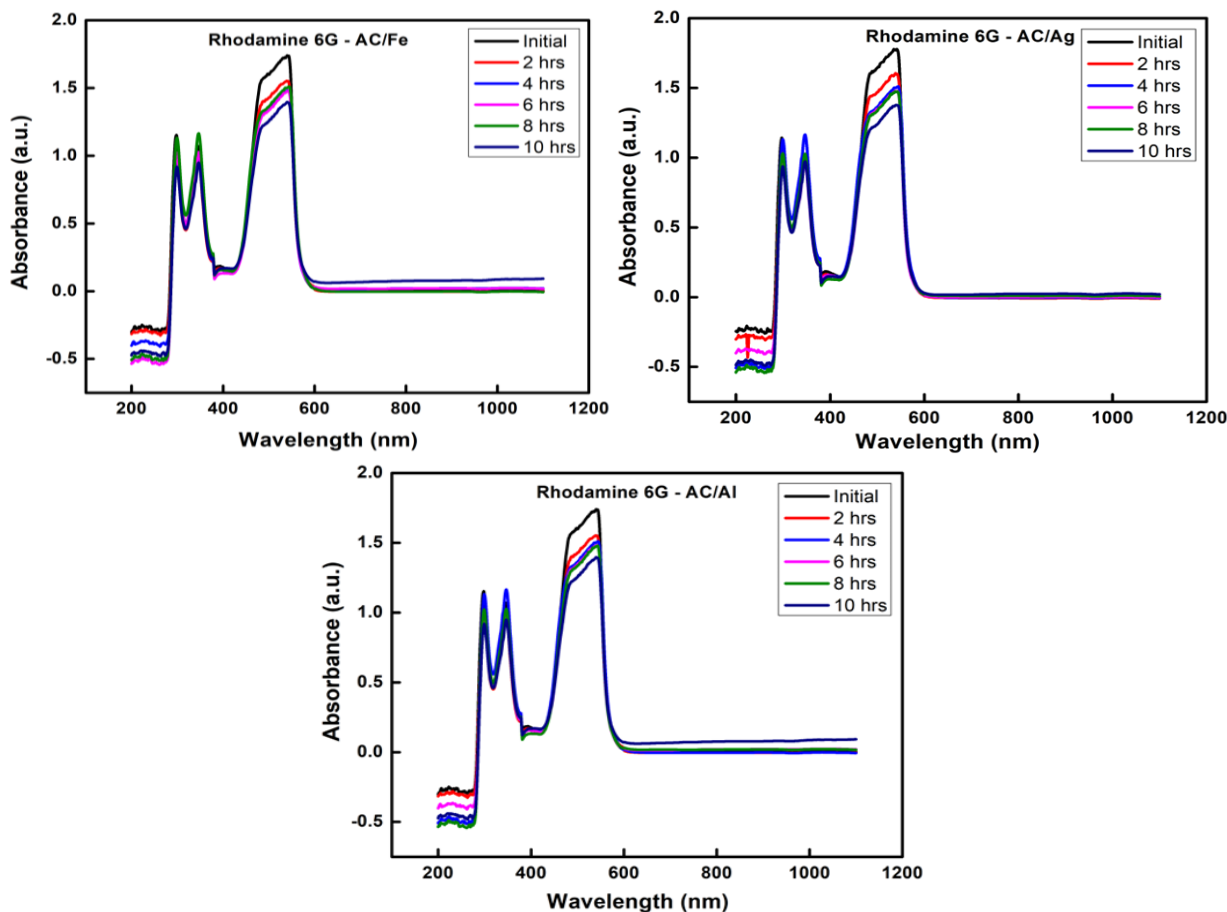 Rhodamine 6G - AC/Fe
Initial
2 hrs
4 hrs
6 hrs
8 hrs
10 hrs
2.0
1.5
1.0
0.5
0.0
-0.5
Absorbance (a.u.)
200 400 600 800 1000 1200
Wavelength (nm)
Rhodamine 6G - AC/Ag
Initial
2 hrs
4 hrs
6 hrs
8 hrs
10 hrs
2.0
1.5
1.0
0.5
0.0
-0.5
Absorbance (a.u.)
200 400 600 800 1000 1200
Wavelength (nm)
Rhodamine 6G - AC/Al
Initial
2 hrs
4 hrs
6 hrs
8 hrs
10 hrs
2.0
1.5
1.0
0.5
0.0
-0.5
Absorbance (a.u.)
200 400 600 800 1000 1200
Wavelength (nm)